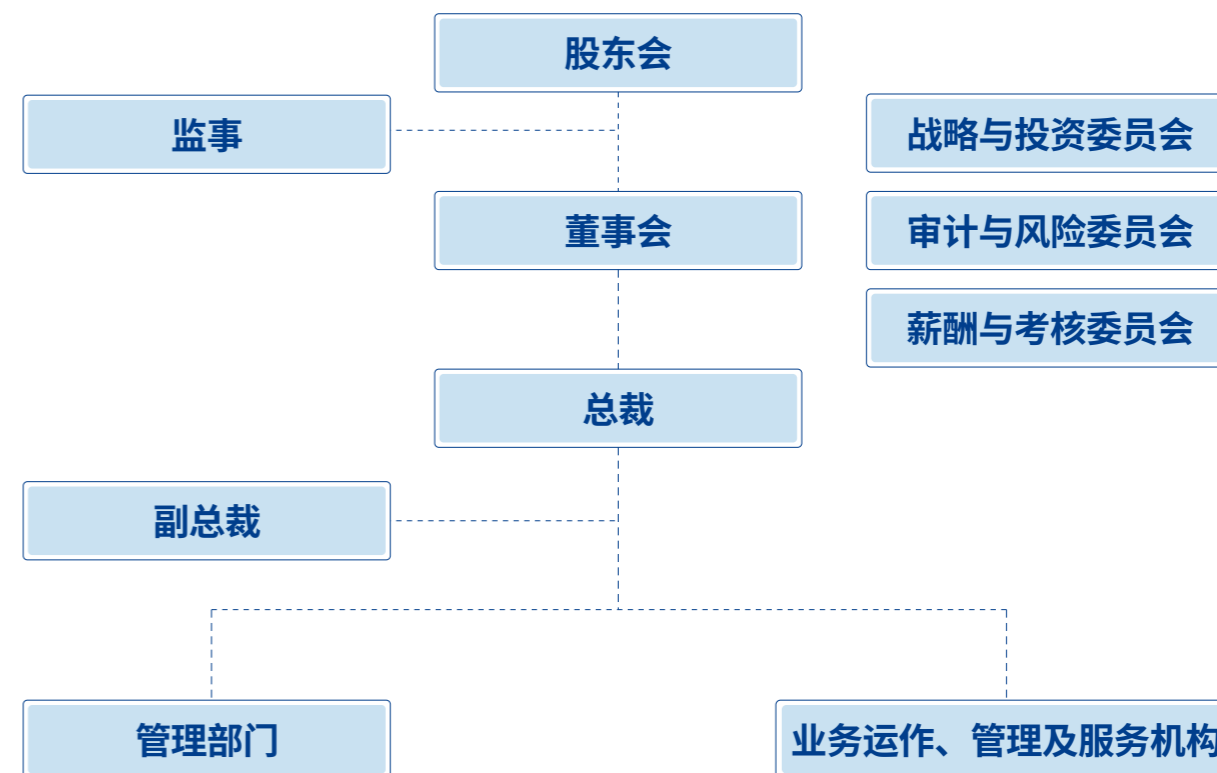 股东会
监事
战略与投资委员会
董事会
审计与风险委员会
薪酬与考核委员会
总裁
副总裁
管理部门
业务运作、管理及服务机构